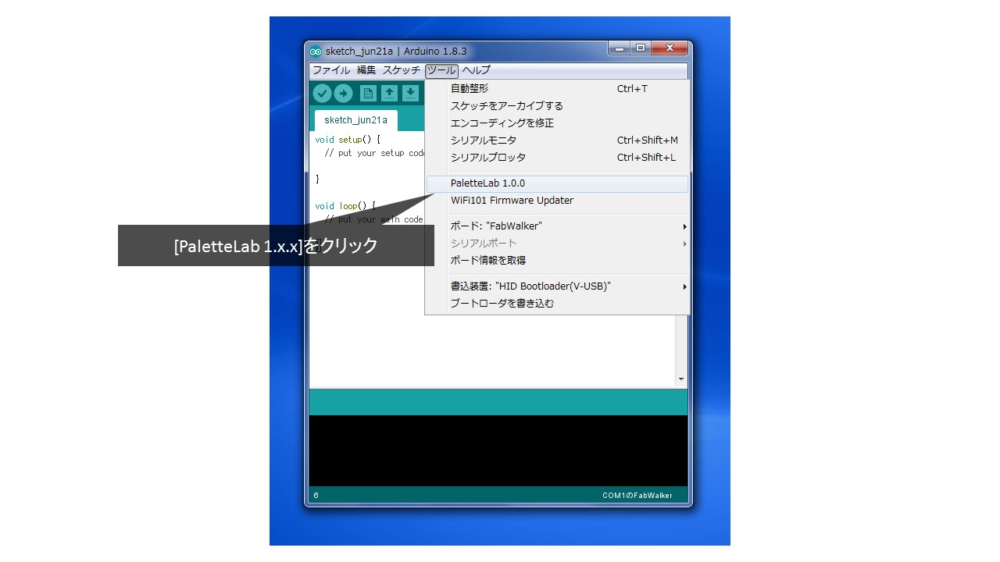 sketch_jun21a | Arduino 1.8.3
ファイル 編集 スケッチ ツール ヘルプ
自動整形 Ctrl+T
スケッチをアーカイブする
エンコーディングを修正
シリアルモニタ Ctrl+Shift+M
シリアルプロッタ Ctrl+Shift+L
PaletteLab 1.0.0
WiFi101 Firmware Updater
ボード: "FabWalker"
シリアルポート
ボード情報を取得
書込装置: "HID Bootloader(V-USB)"
ブートローダを書き込む
sketch_jun21a
void setup() {
// put your setup code
}
void loop() {
// put your main code
[PaletteLab 1.x.x]をクリック
6
COM1のFabWalker